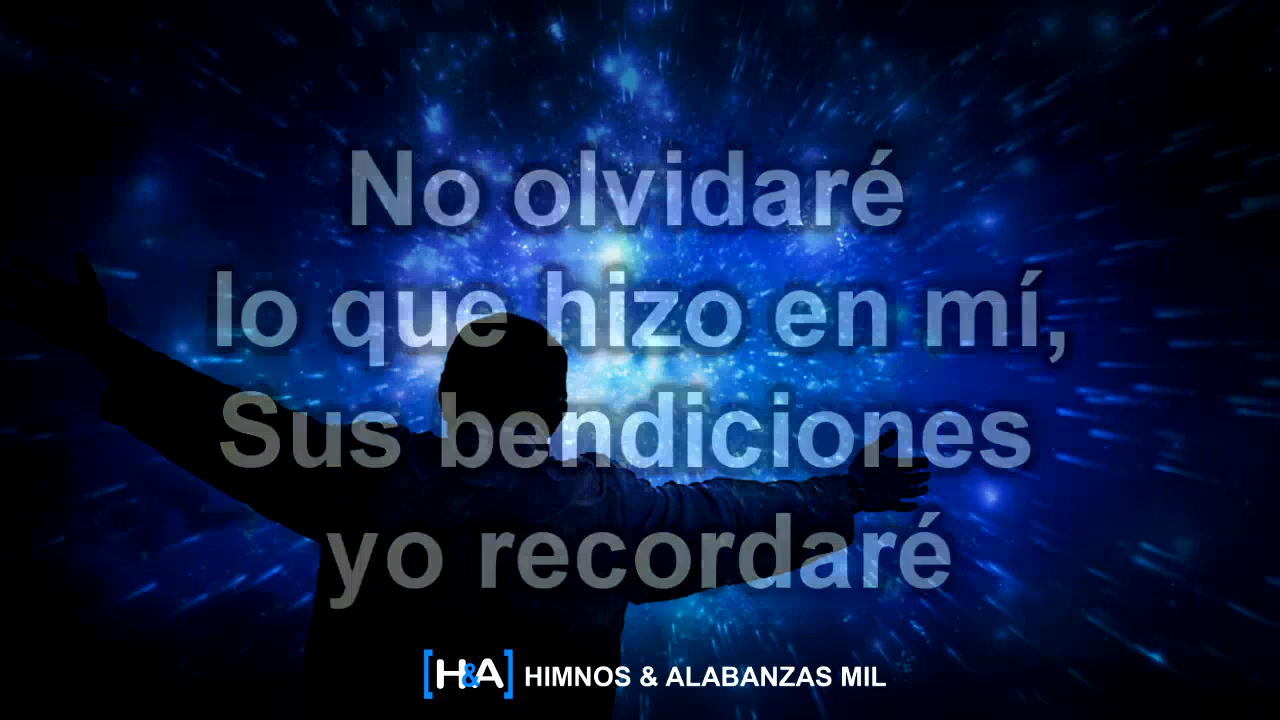 No olvidaré
lo que hizo en mí,
Sus bendiciones
yo recordaré
[H&A] HIMNOS & ALABANZAS MIL